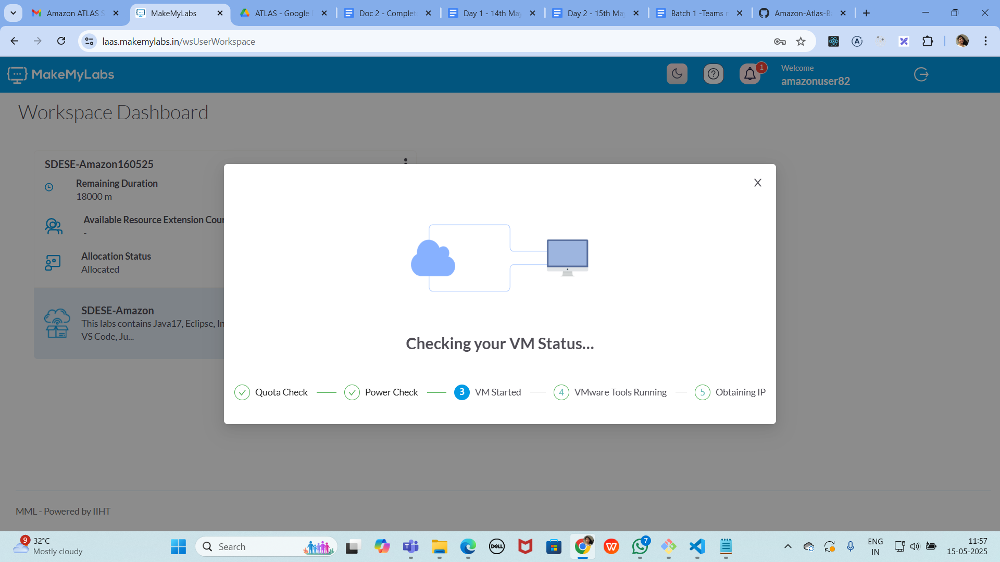 Amazon ATLAS S
MakeMyLabs
ATLAS - Google
Doc 2 - Complet
Day 1 - 14th May
Day 2 - 15th May
Batch 1 -Teams
Amazon-Atlas-Ba
laas.makemylabs.in/wsUserWorkspace
MakeMyLabs
1
Welcome
amazonuser82
Workspace Dashboard
SDESE-Amazon160525
Remaining Duration
18000 m
Available Resource Extension Cour
-
Allocation Status
Allocated
SDESE-Amazon
This labs contains Java17, Eclipse, In
VS Code, Ju...
Checking your VM Status...
Quota Check
Power Check
3 VM Started
4 VMware Tools Running
5 Obtaining IP
MML - Powered by IIHT
9
32°C
Mostly cloudy
Search
DELL
W
7
ENG
IN
11:57
15-05-2025